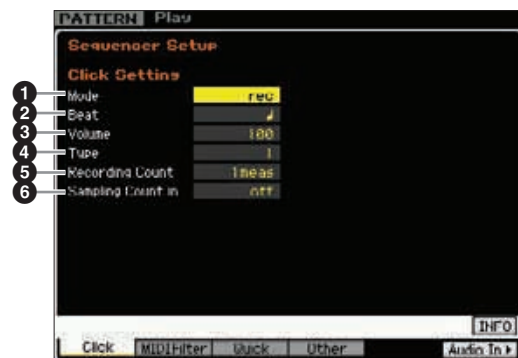 PATTERN Play
Sequencer Setup
Click Setting
1 Mode rec
2 Beat ♩
3 Volume 100
4 Type 1
5 Recording Count 1meas
6 Sampling Count In off
INFO
Click MIDIFilter Quick Other Audio In